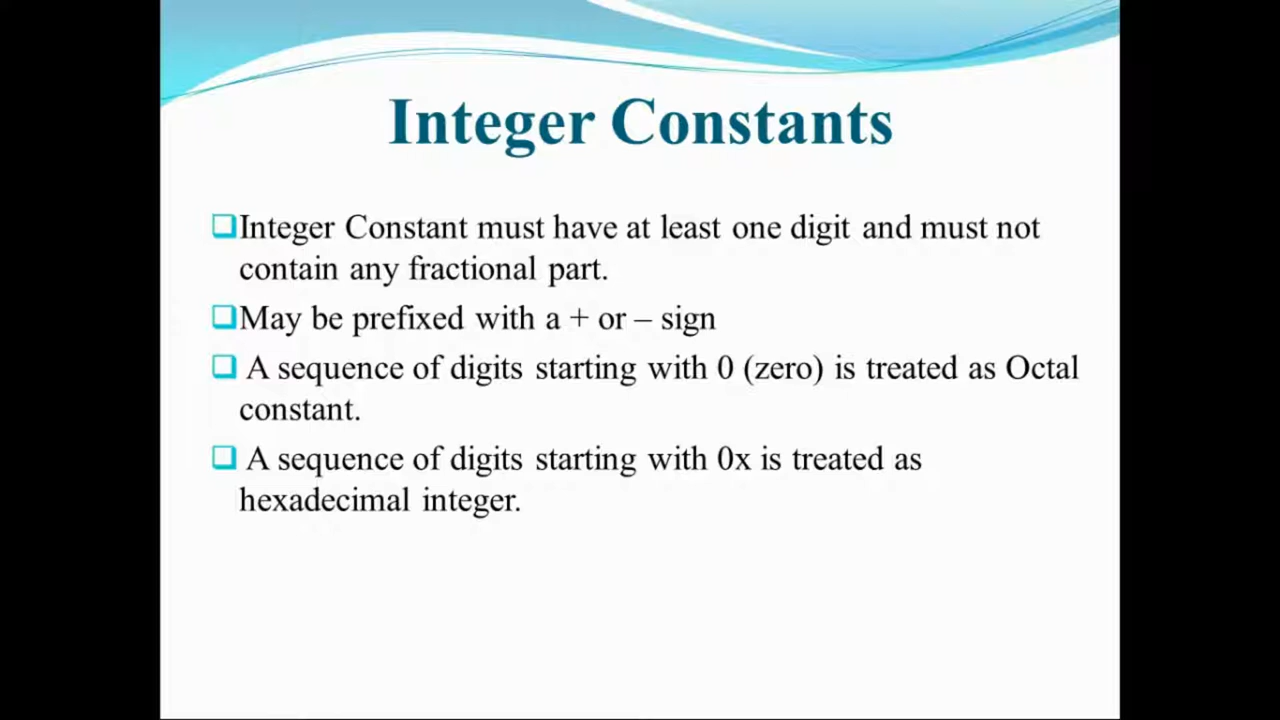 Integer Constants
Integer Constant must have at least one digit and must not
contain any fractional part.
May be prefixed with a + or – sign
A sequence of digits starting with 0 (zero) is treated as Octal
constant.
A sequence of digits starting with 0x is treated as
hexadecimal integer.